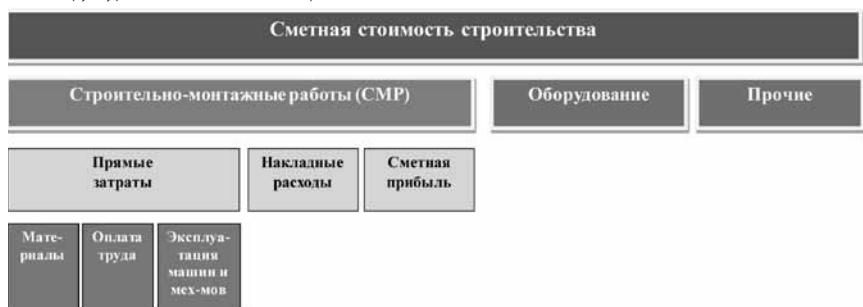 Сметная стоимость строительства
Строительно-монтажные работы (СМР)
Оборудование
Прочие
Прямые
затраты
Накладные
расходы
Сметная
прибыль
Мате-
риалы
Оплата
труда
Эксплуа-
тация
машин и
мех-мов